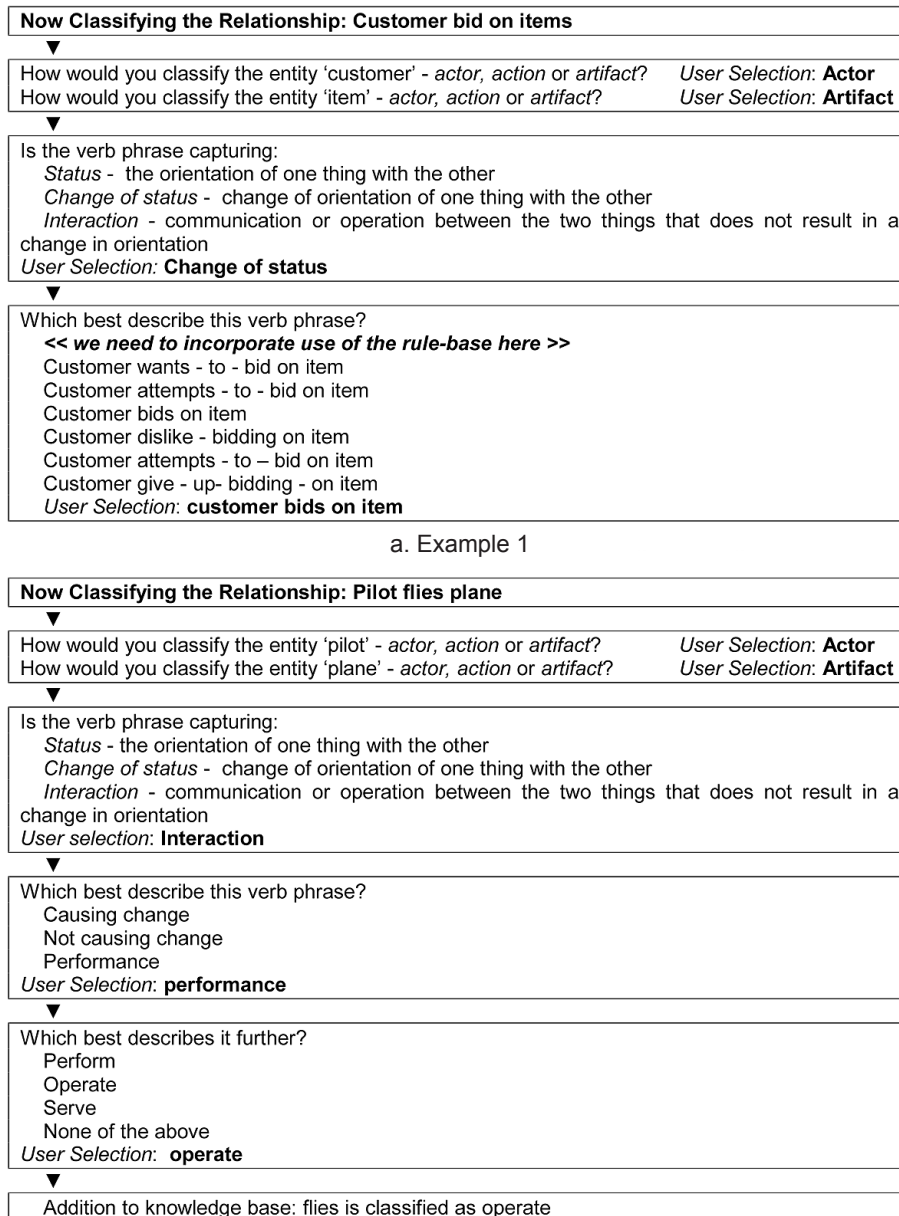 Now Classifying the Relationship: Customer bid on items
How would you classify the entity ‘customer’ - actor, action or artifact? User Selection: Actor
How would you classify the entity ‘item’ - actor, action or artifact? User Selection: Artifact
Is the verb phrase capturing:
Status - the orientation of one thing with the other
Change of status - change of orientation of one thing with the other
Interaction - communication or operation between the two things that does not result in a
change in orientation
User Selection: Change of status
Which best describe this verb phrase?
<< we need to incorporate use of the rule-base here >>
Customer wants - to - bid on item
Customer attempts - to - bid on item
Customer bids on item
Customer dislike - bidding on item
Customer attempts - to – bid on item
Customer give - up- bidding - on item
User Selection: customer bids on item
a. Example 1
Now Classifying the Relationship: Pilot flies plane
How would you classify the entity ‘pilot’ - actor, action or artifact? User Selection: Actor
How would you classify the entity ‘plane’ - actor, action or artifact? User Selection: Artifact
Is the verb phrase capturing:
Status - the orientation of one thing with the other
Change of status - change of orientation of one thing with the other
Interaction - communication or operation between the two things that does not result in a
change in orientation
User selection: Interaction
Which best describe this verb phrase?
Causing change
Not causing change
Performance
User Selection: performance
Which best describes it further?
Perform
Operate
Serve
None of the above
User Selection: operate
Addition to knowledge base: flies is classified as operate